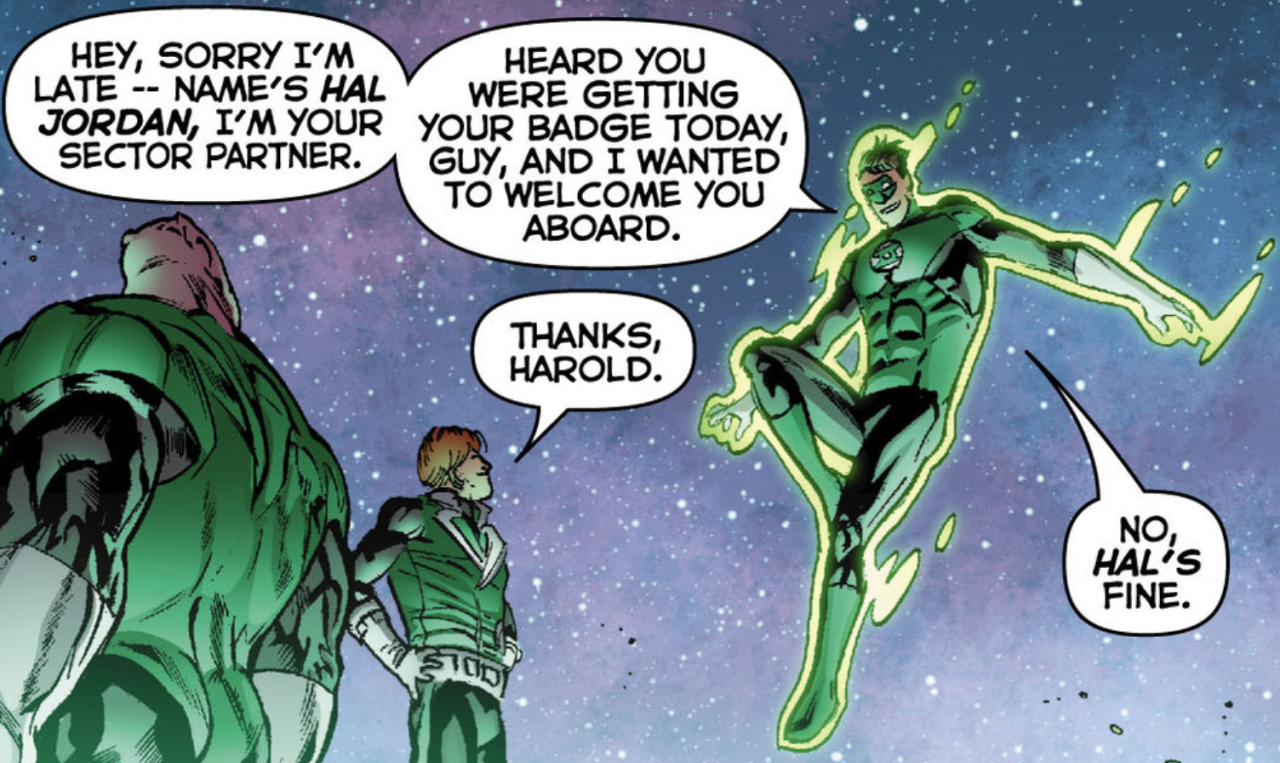 HEY, SORRY I'M
LATE -- NAME'S HAL
JORDAN, I'M YOUR
SECTOR PARTNER.
HEARD YOU
WERE GETTING
YOUR BADGE TODAY,
GUY, AND I WANTED
TO WELCOME YOU
ABOARD.
THANKS,
HAROLD.
NO,
HAL'S
FINE.